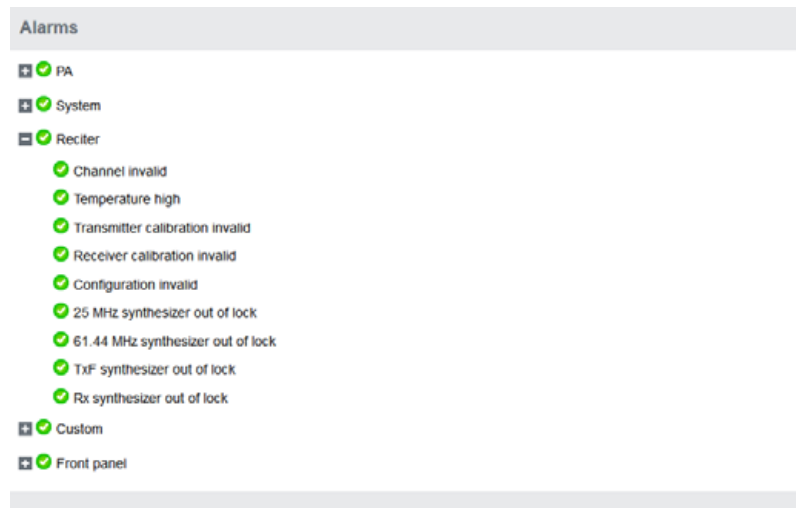 Alarms
PA
System
Reciter
Channel invalid
Temperature high
Transmitter calibration invalid
Receiver calibration invalid
Configuration invalid
25 MHz synthesizer out of lock
61.44 MHz synthesizer out of lock
TxF synthesizer out of lock
Rx synthesizer out of lock
Custom
Front panel